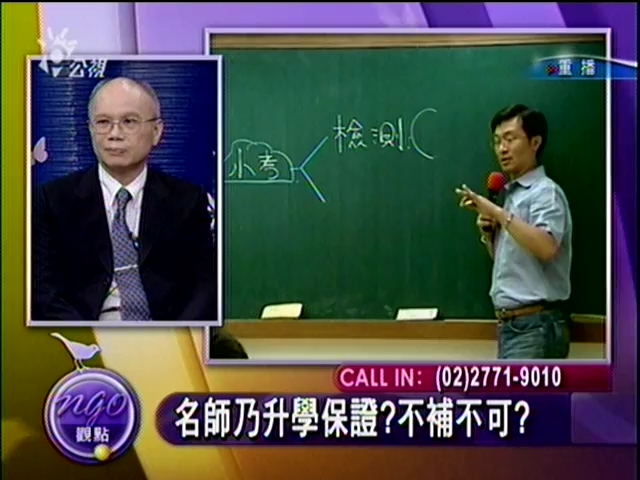 公視
重播
檢測(
小考
CALL IN: (02)2771-9010
ngo
觀點
名師乃升學保證?不補不可?